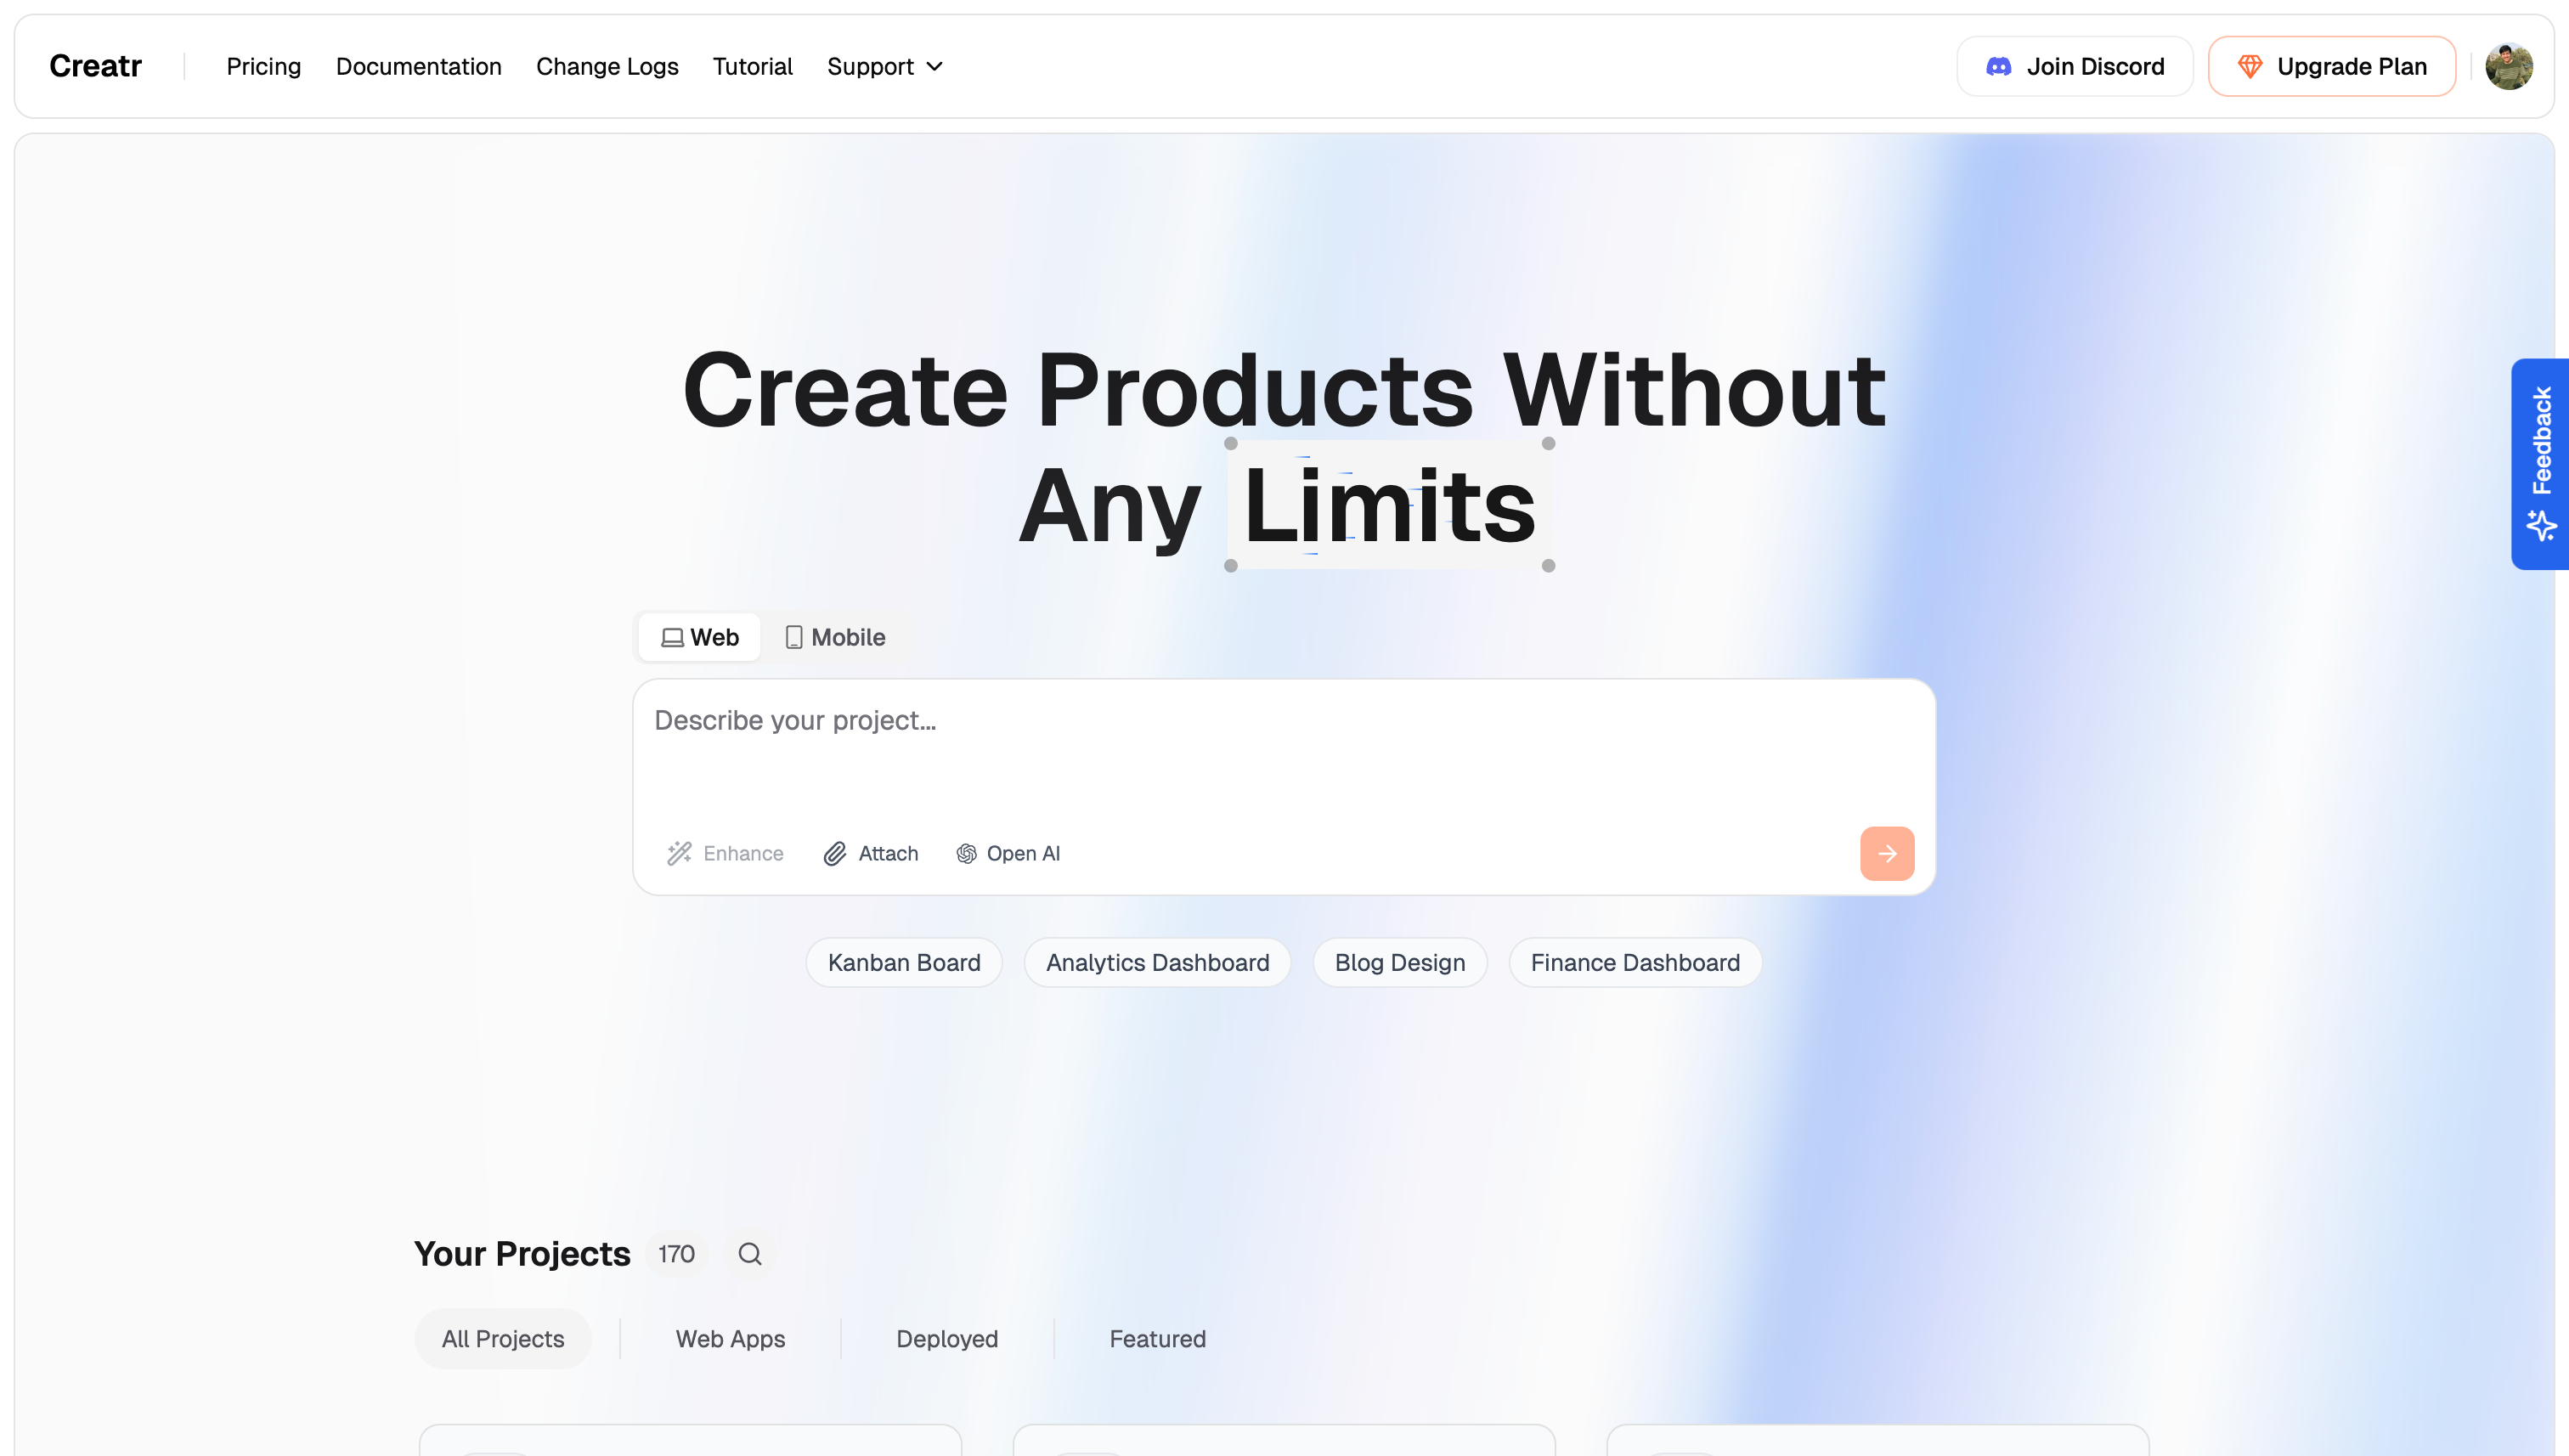 Creatr
Pricing
Documentation
Change Logs
Tutorial
Support
Join Discord
Upgrade Plan
Create Products Without
Any Limits
Feedback
Web
Mobile
Describe your project...
Enhance
Attach
Open AI
Kanban Board
Analytics Dashboard
Blog Design
Finance Dashboard
Your Projects 170
All Projects
Web Apps
Deployed
Featured